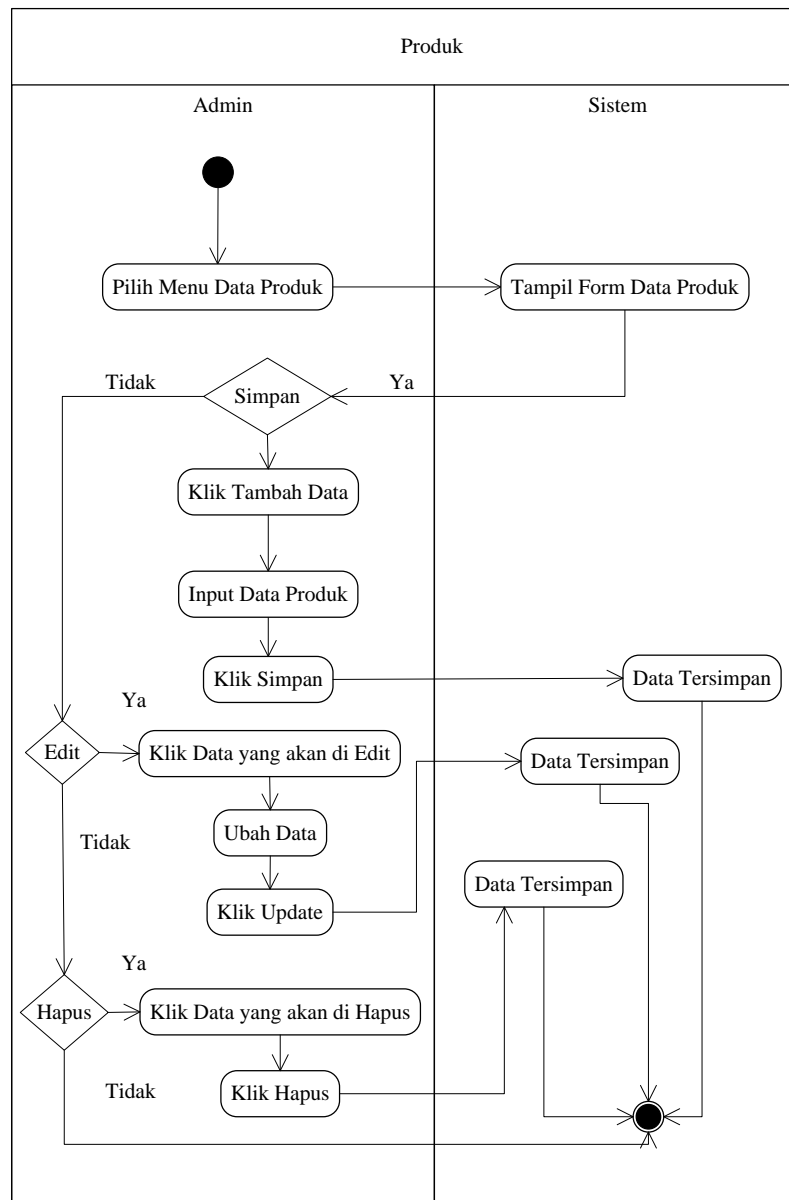 Produk
Admin
Sistem
Pilih Menu Data Produk
Tampil Form Data Produk
Tidak
Simpan
Ya
Klik Tambah Data
Input Data Produk
Klik Simpan
Data Tersimpan
Ya
Edit
Klik Data yang akan di Edit
Data Tersimpan
Tidak
Ubah Data
Data Tersimpan
Klik Update
Ya
Hapus
Klik Data yang akan di Hapus
Tidak
Klik Hapus